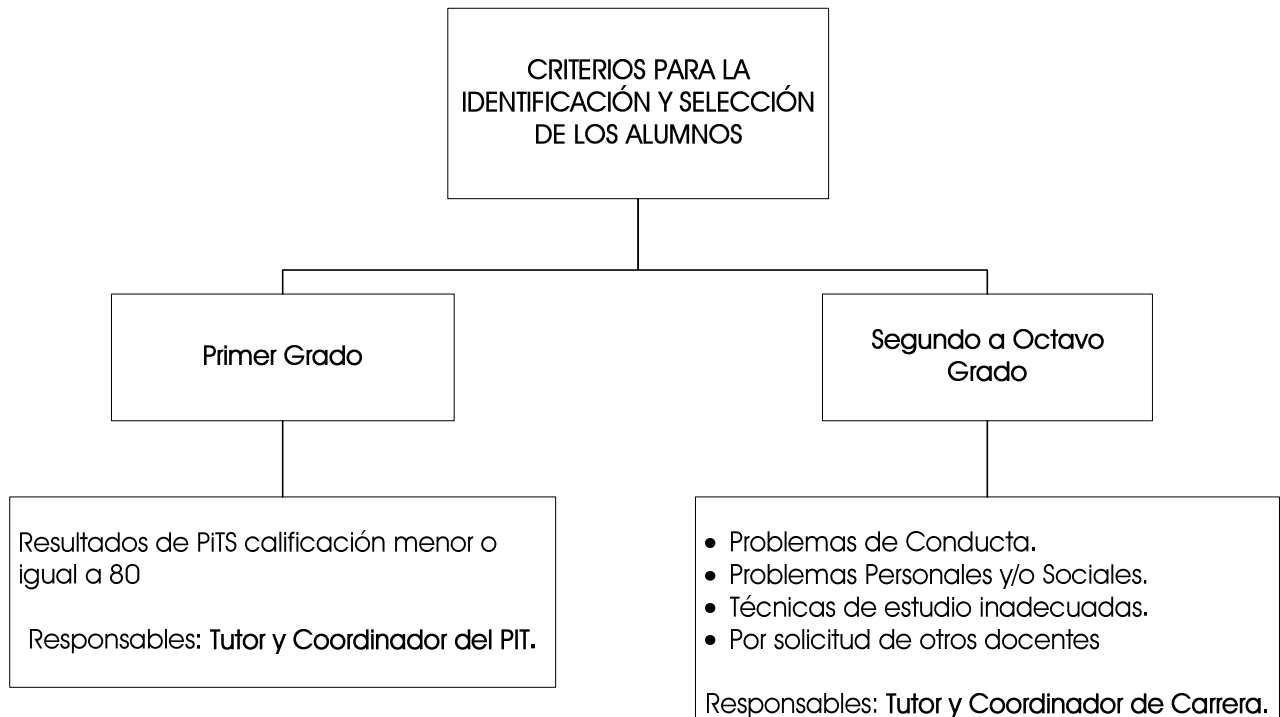 CRITERIOS PARA LA
IDENTIFICACIÓN Y SELECCIÓN
DE LOS ALUMNOS
Primer Grado
Segundo a Octavo
Grado
Resultados de PiTS calificación menor o
igual a 80
Responsables: Tutor y Coordinador del PIT.
• Problemas de Conducta.
• Problemas Personales y/o Sociales.
• Técnicas de estudio inadecuadas.
• Por solicitud de otros docentes
Responsables: Tutor y Coordinador de Carrera.